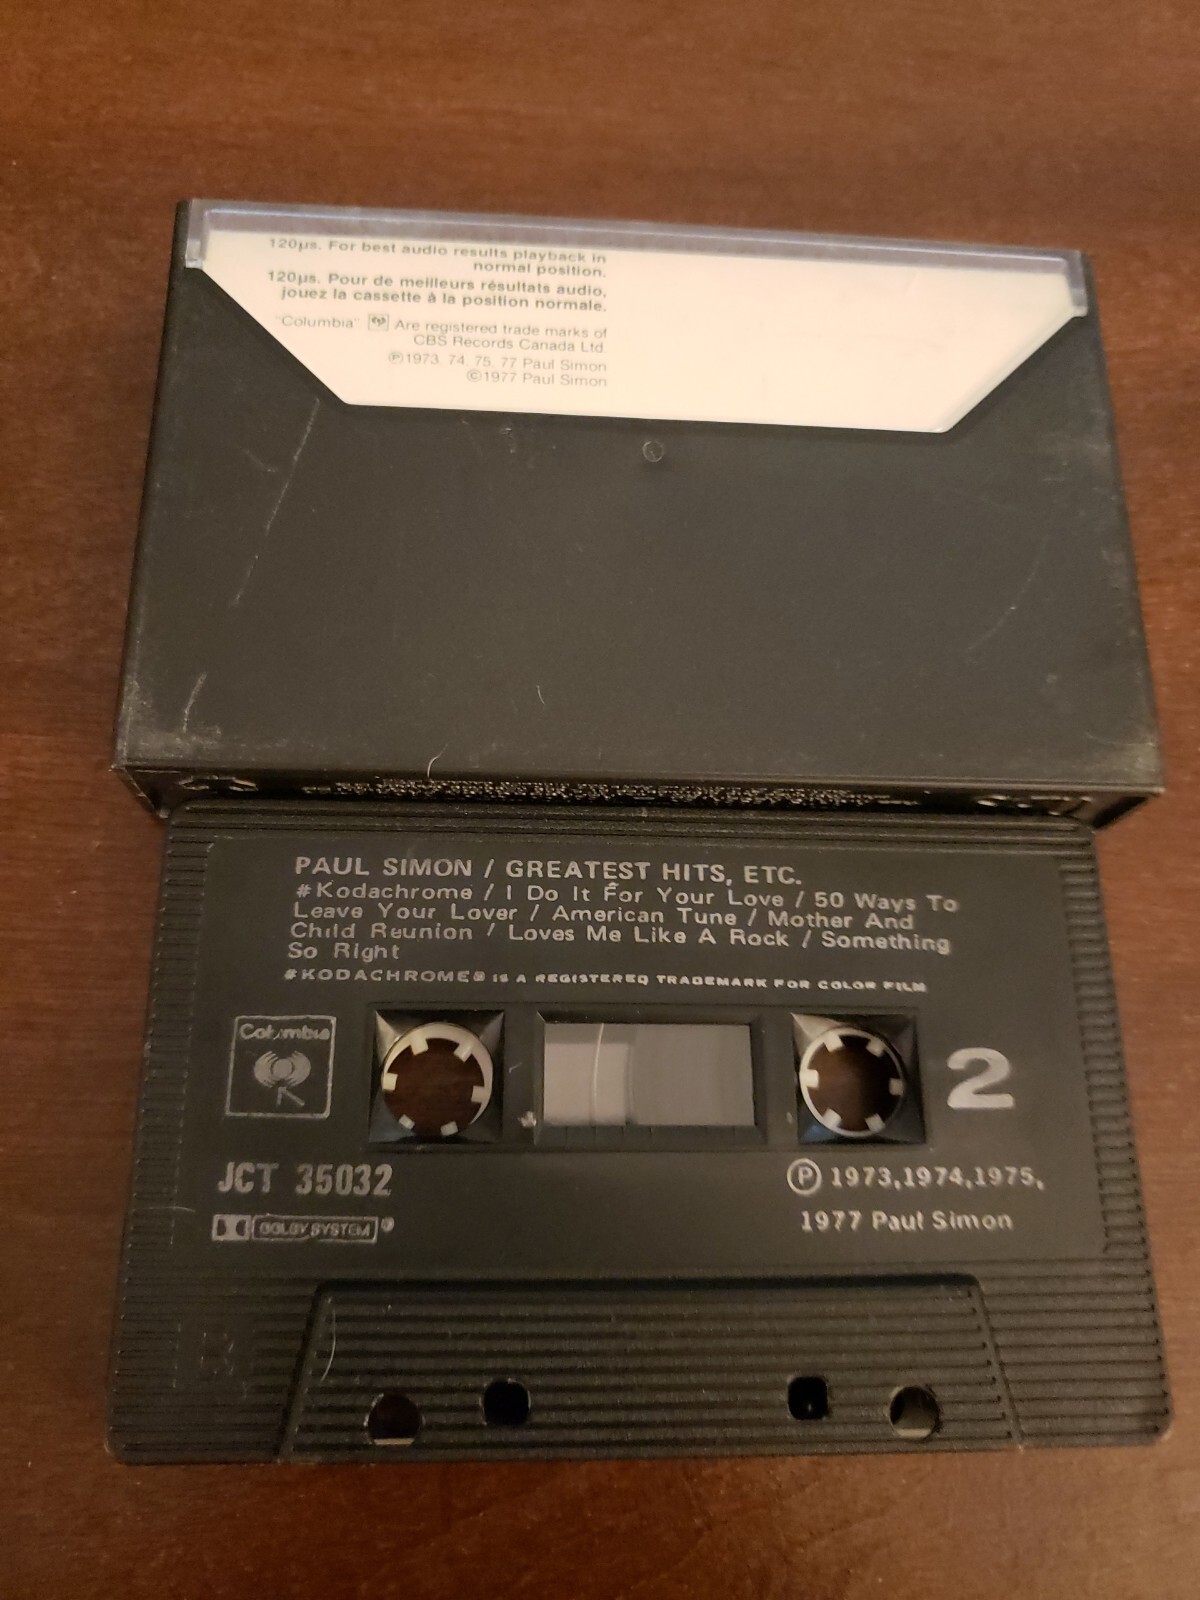 120µs. For best audio results playback in
normal position.
120µs. Pour de meilleurs résultats audio,
jouez la cassette à la position normale.
"Columbia" Are registered trade marks of
CBS Records Canada Ltd.
℗1973. 74. 75. 77 Paul Simon
©1977 Paul Simon
PAUL SIMON / GREATEST HITS, ETC.
#Kodachrome / I Do It For Your Love / 50 Ways To
Leave Your Lover / American Tune / Mother And
Child Reunion / Loves Me Like A Rock / Something
So Right
#KODACHROME® IS A REGISTERED TRADEMARK FOR COLOR FILM
Columbia
2
JCT 35032
℗ 1973,1974,1975,
DOLBY SYSTEM®
1977 Paul Simon